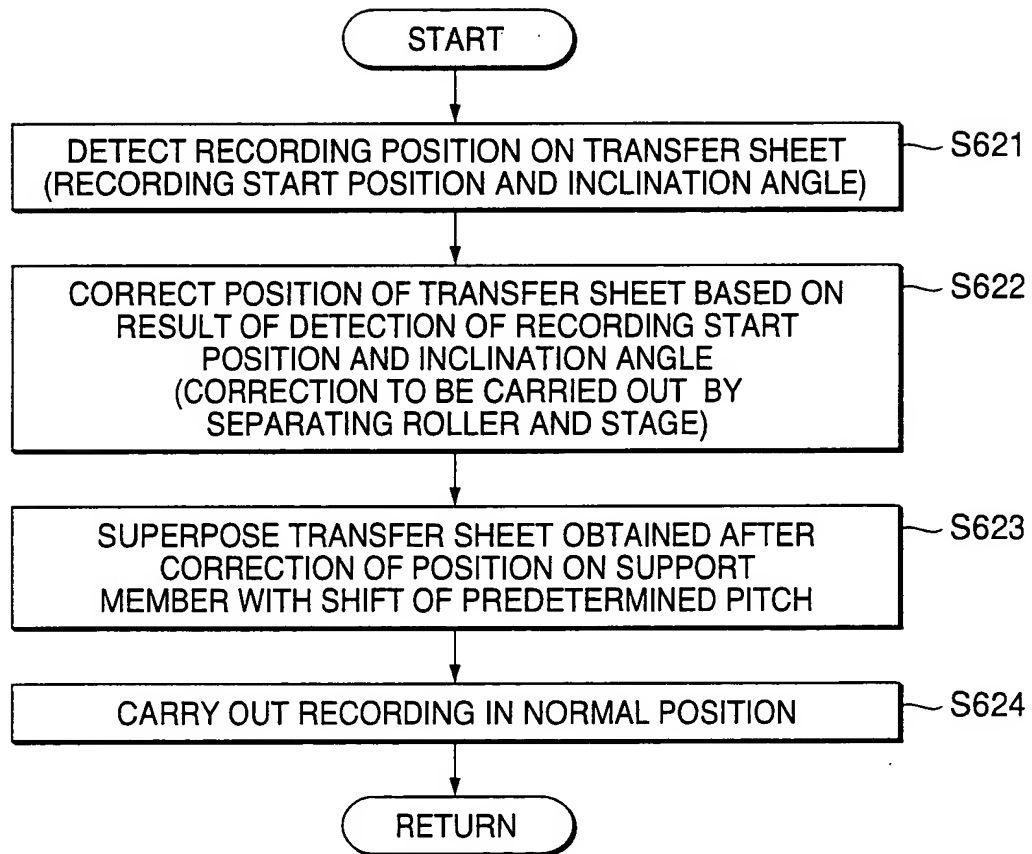 START
DETECT RECORDING POSITION ON TRANSFER SHEET
(RECORDING START POSITION AND INCLINATION ANGLE)
S621
CORRECT POSITION OF TRANSFER SHEET BASED ON
RESULT OF DETECTION OF RECORDING START
POSITION AND INCLINATION ANGLE
(CORRECTION TO BE CARRIED OUT BY
SEPARATING ROLLER AND STAGE)
S622
SUPERPOSE TRANSFER SHEET OBTAINED AFTER
CORRECTION OF POSITION ON SUPPORT
MEMBER WITH SHIFT OF PREDETERMINED PITCH
S623
CARRY OUT RECORDING IN NORMAL POSITION
S624
RETURN